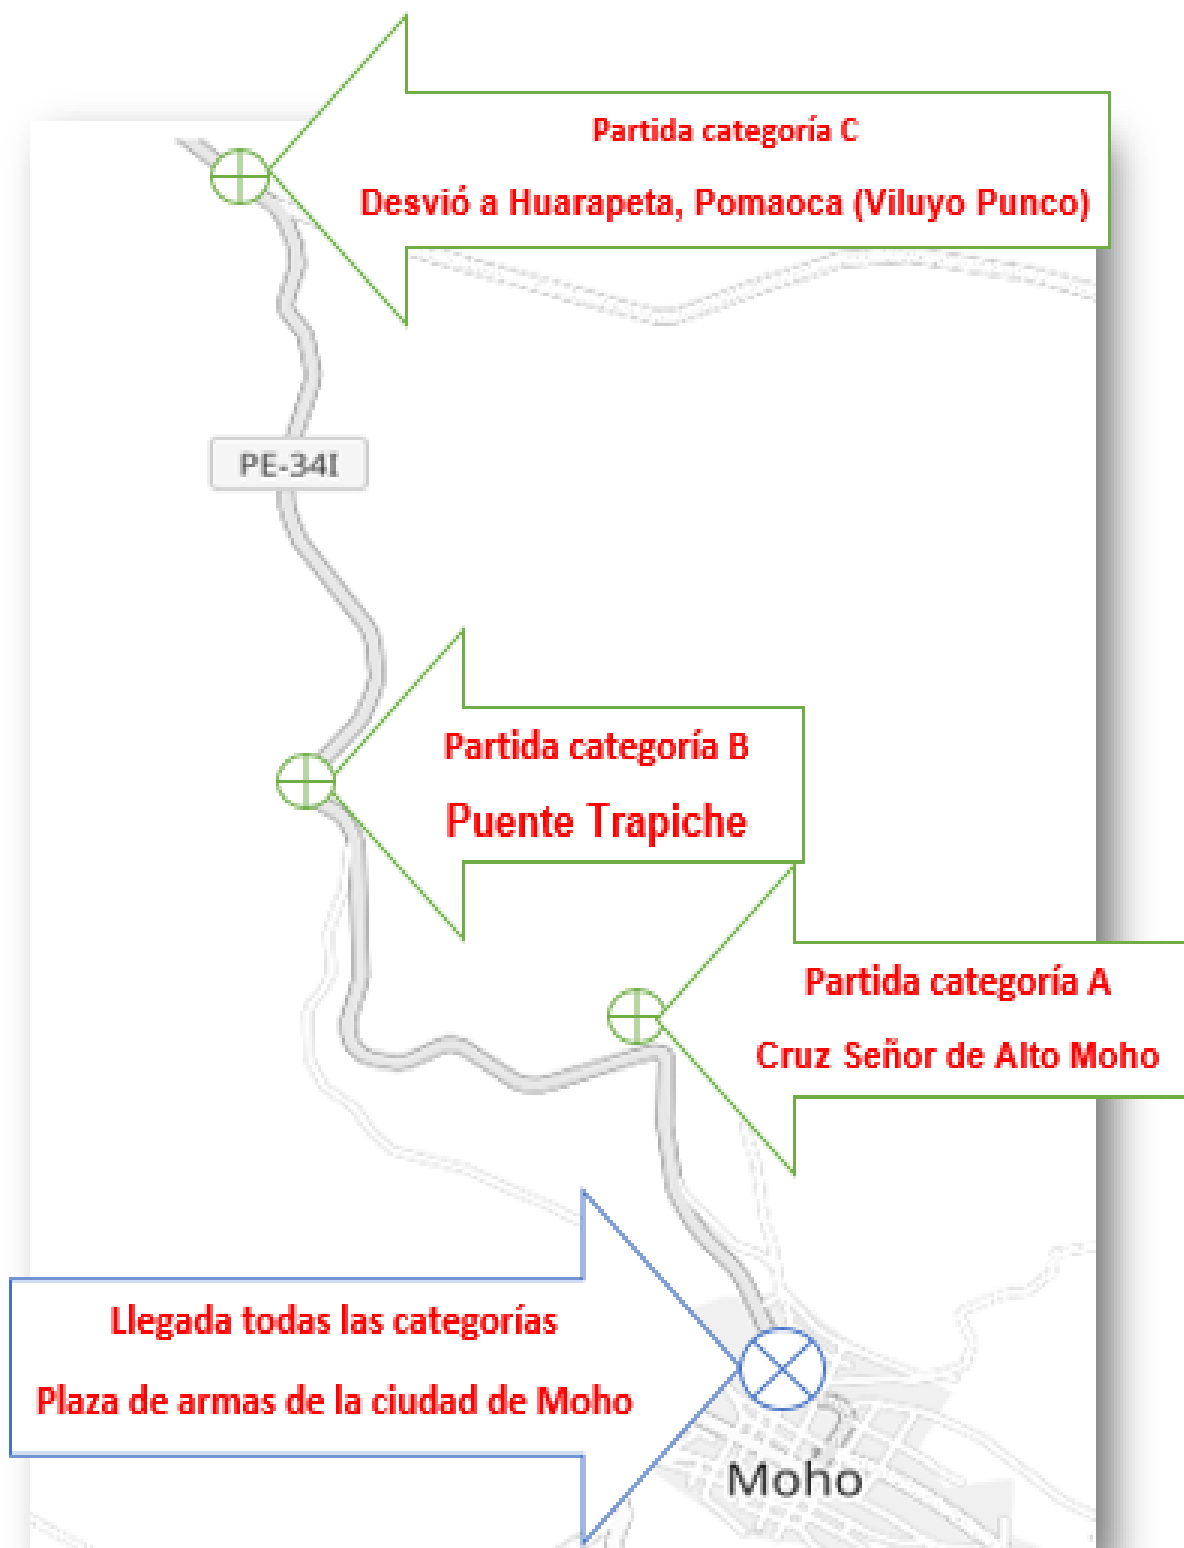 Partida categoría C
Desvió a Huarapeta, Pomaoca (Viluyo Punco)
PE-34I
Partida categoría B
Puente Trapiche
Partida categoría A
Cruz Señor de Alto Moho
Llegada todas las categorías
Plaza de armas de la ciudad de Moho
Moho